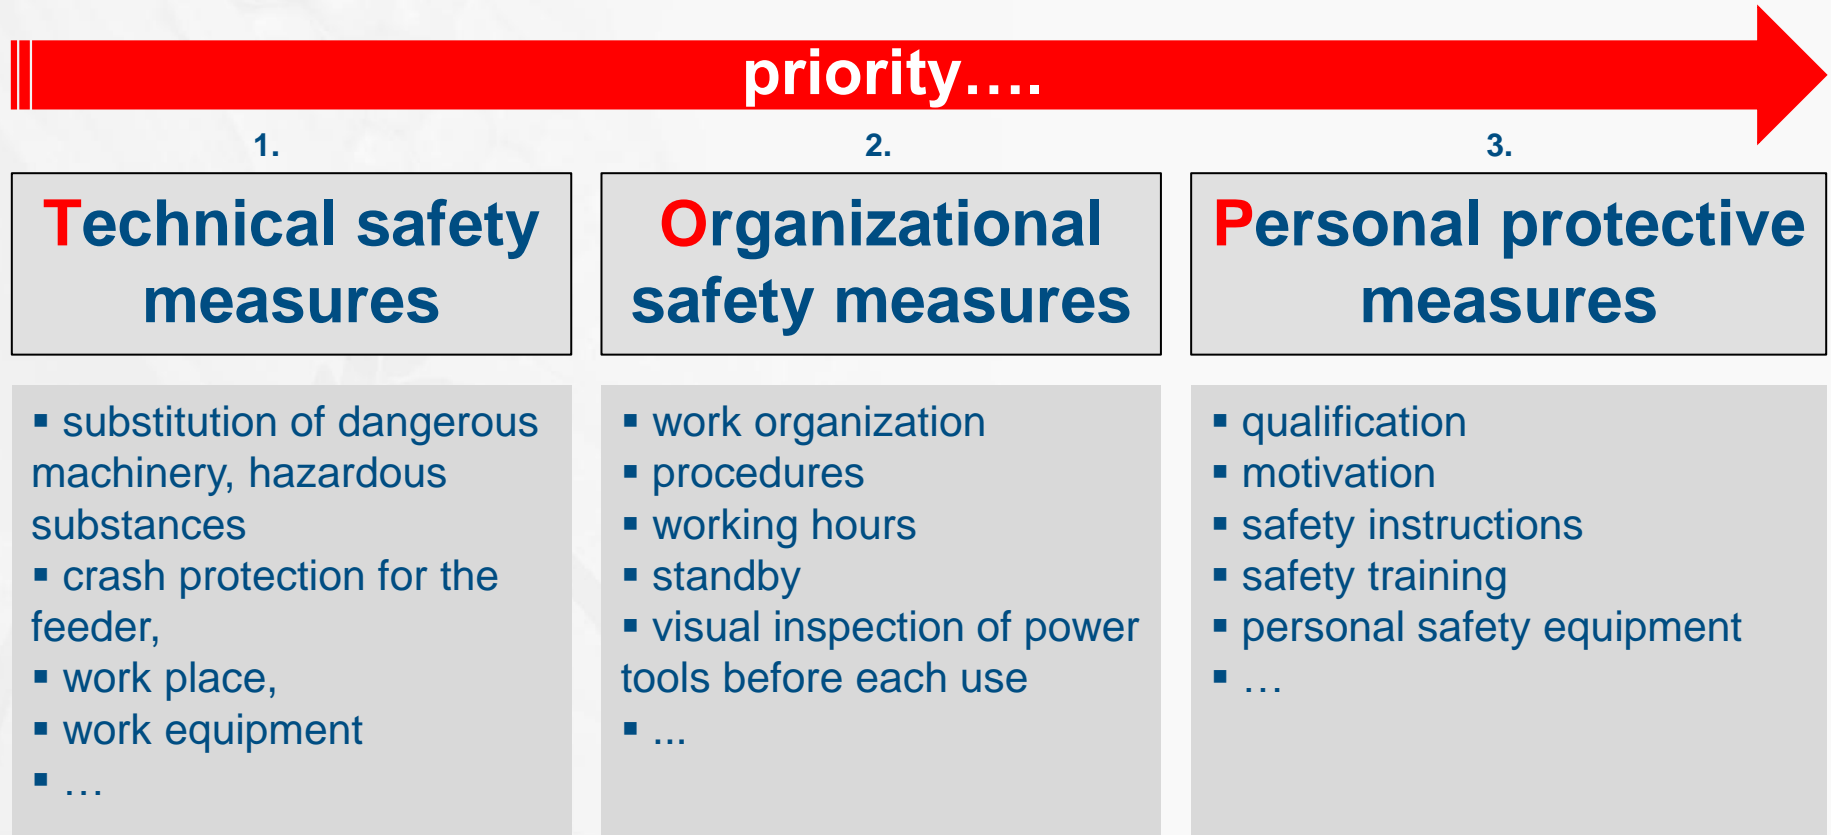 priority….
1.
Technical safety
measures
▪ substitution of dangerous
machinery, hazardous
substances
▪ crash protection for the
feeder,
▪ work place,
▪ work equipment
▪ …
2.
Organizational
safety measures
▪ work organization
▪ procedures
▪ working hours
▪ standby
▪ visual inspection of power
tools before each use
▪ ...
3.
Personal protective
measures
▪ qualification
▪ motivation
▪ safety instructions
▪ safety training
▪ personal safety equipment
▪ …